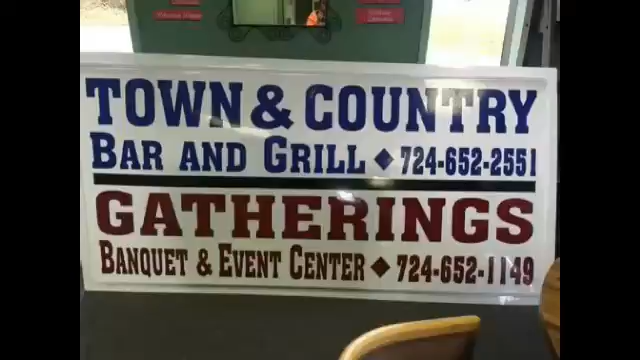 TOWN & COUNTRY
BAR AND GRILL ◆ 724-652-2551
GATHERINGS
BANQUET & EVENT CENTER ◆ 724-652-1149